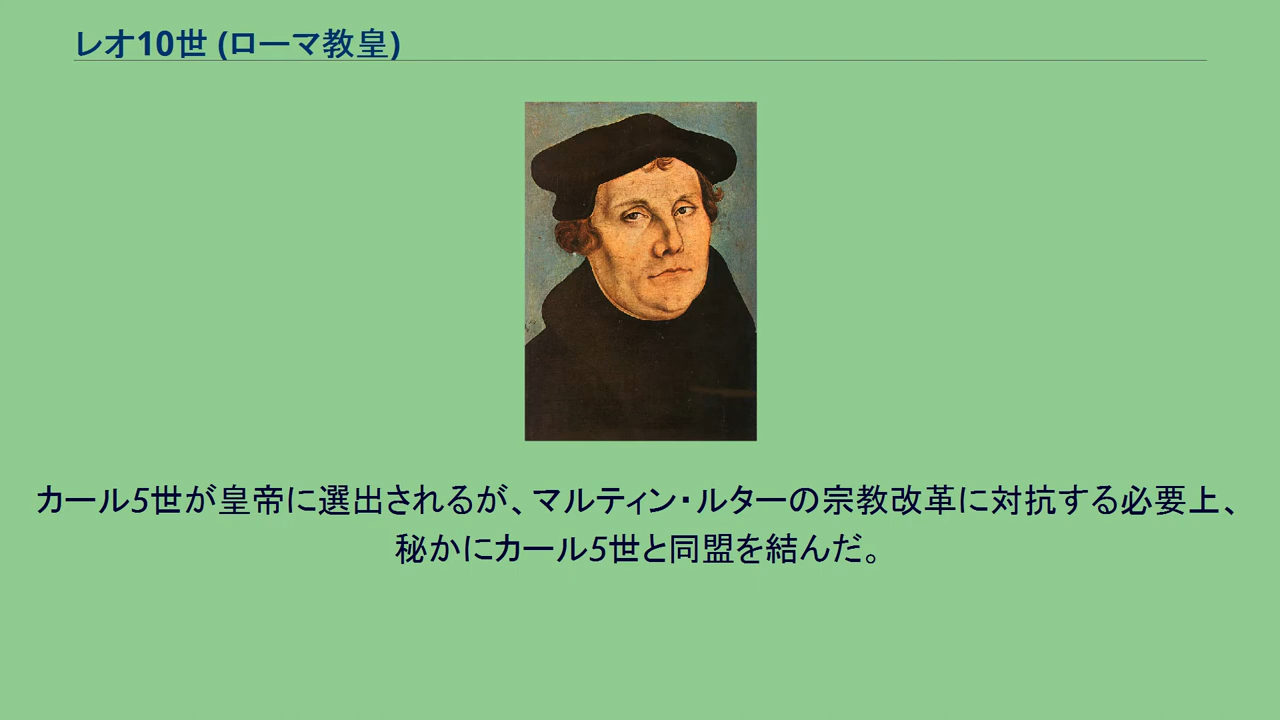 レオ10世 (ローマ教皇)
カール5世が皇帝に選出されるが、マルティン・ルターの宗教改革に対抗する必要上、
秘かにカール5世と同盟を結んだ。